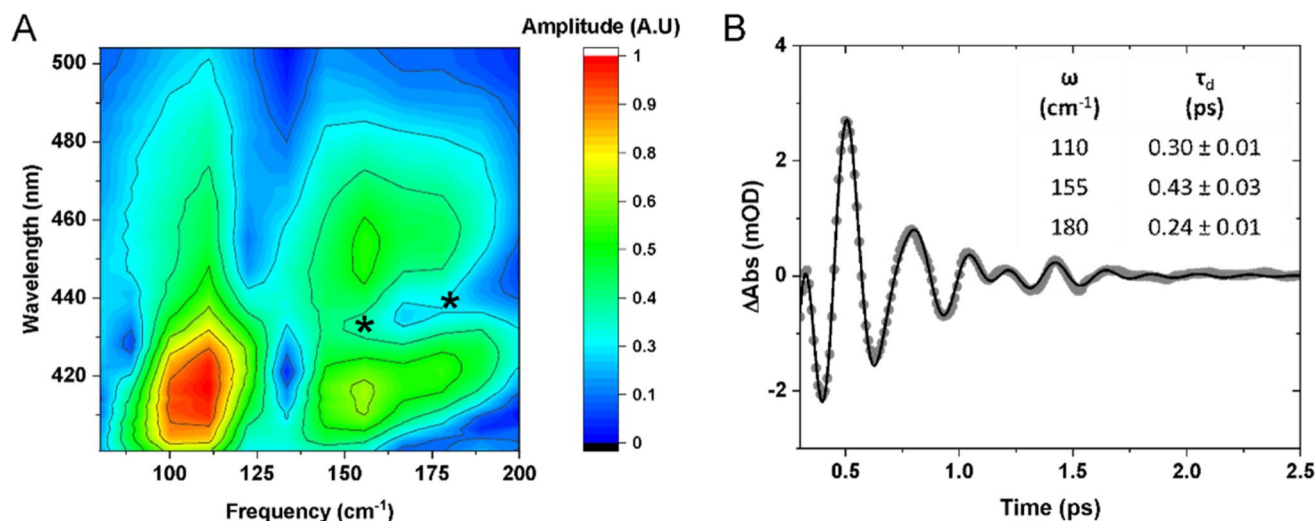 A
Amplitude (A.U)
Wavelength (nm)
500
480
460
440
420
*
*
100
125
150
175
200
Frequency (cm⁻¹)
1
0.9
0.8
0.7
0.6
0.5
0.4
0.3
0.2
0.1
0
B
ΔAbs (mOD)
4
2
0
-2
ω τd
(cm⁻¹) (ps)
110 0.30 ± 0.01
155 0.43 ± 0.03
180 0.24 ± 0.01
0.5
1.0
1.5
2.0
2.5
Time (ps)